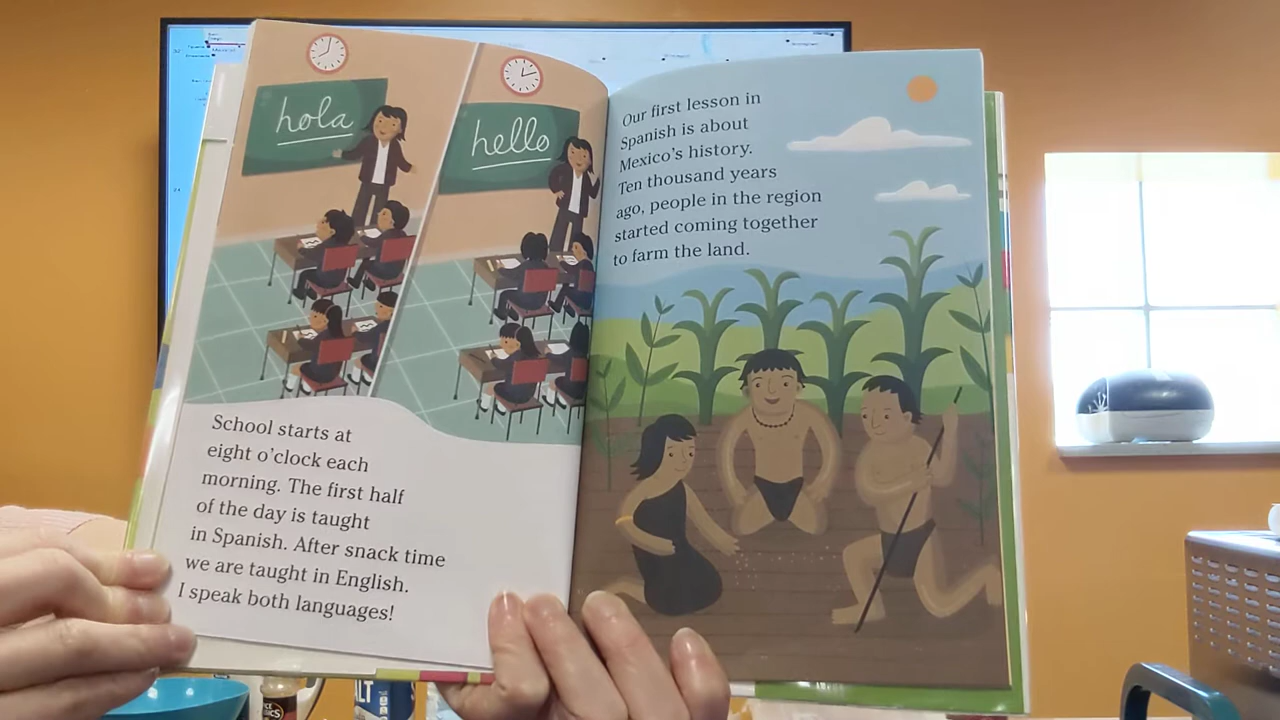 hola
hello
School starts at
eight o'clock each
morning. The first half
of the day is taught
in Spanish. After snack time
we are taught in English.
I speak both languages!
Our first lesson in
Spanish is about
Mexico's history.
Ten thousand years
ago, people in the region
started coming together
to farm the land.